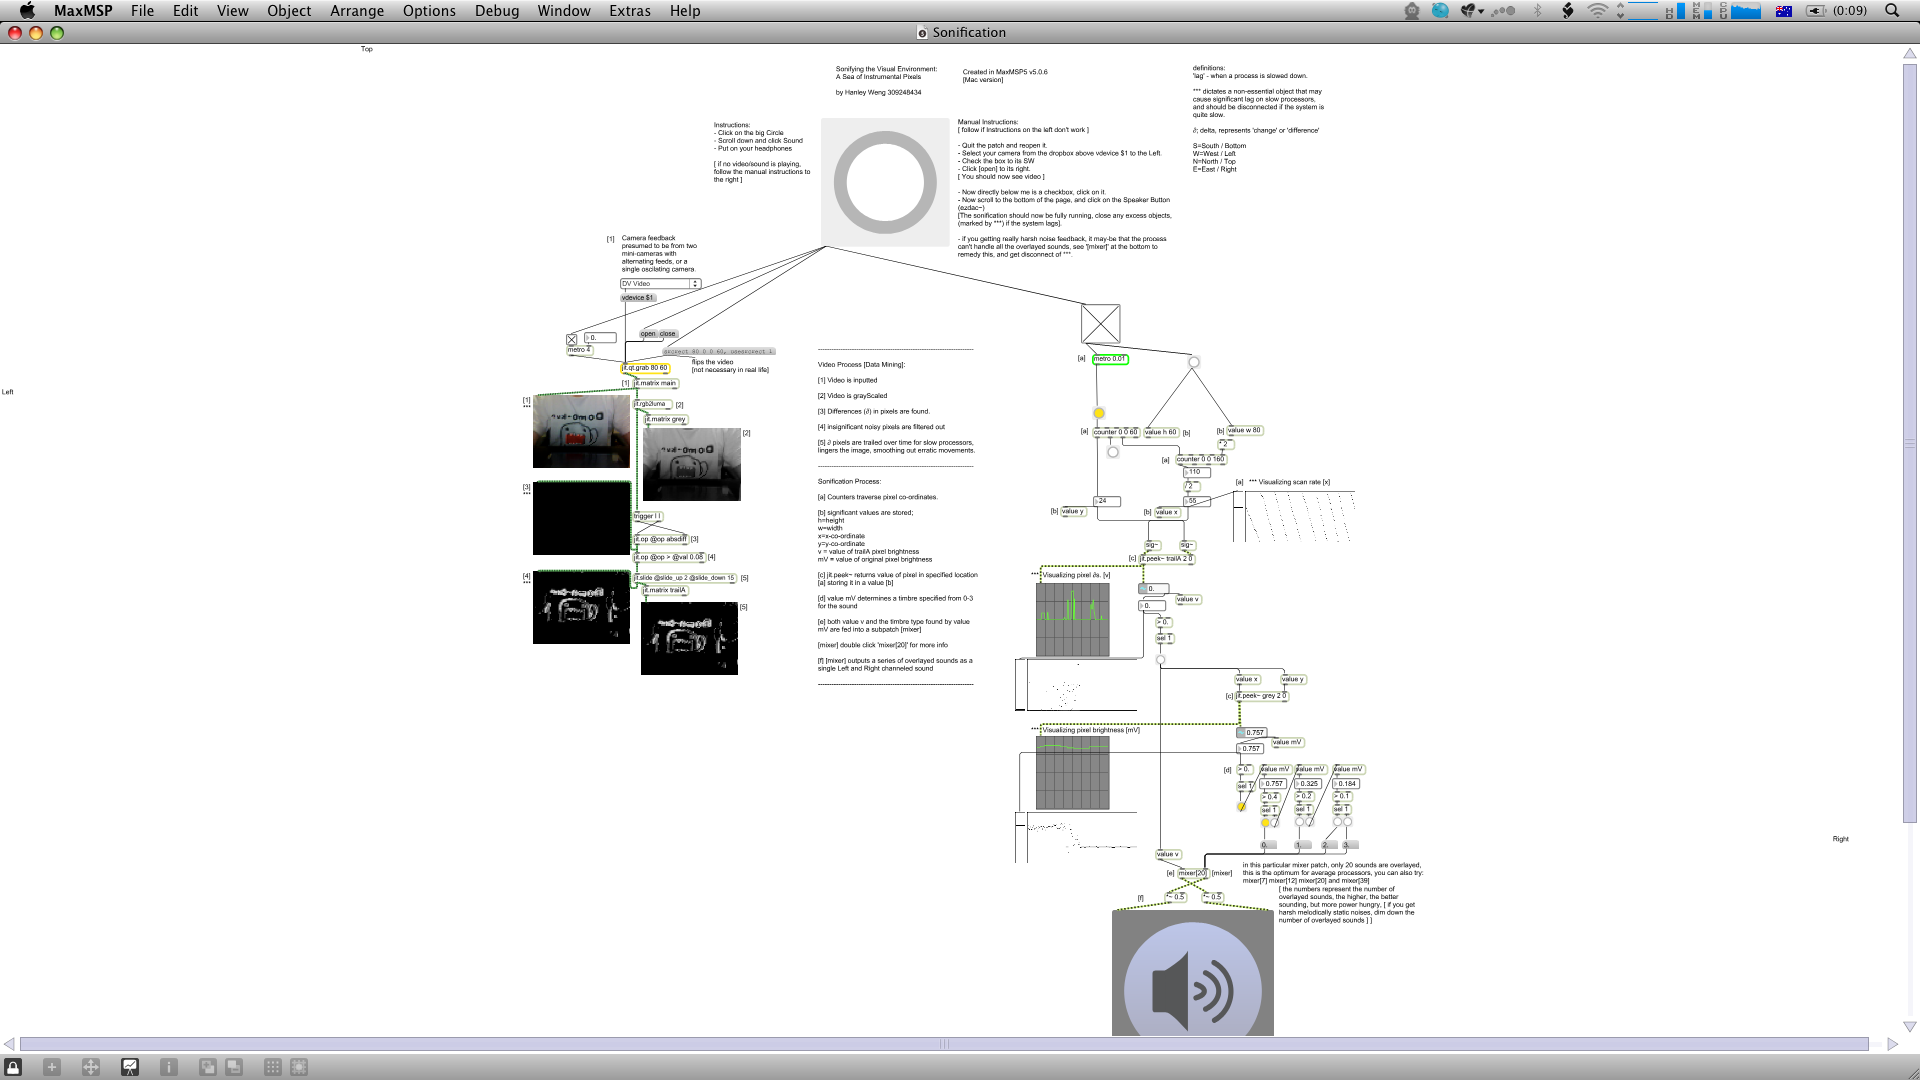 MaxMSP File Edit View Object Arrange Options Debug Window Extras Help
(0:09)
Sonification
Top
Left
Right
Sonifying the Visual Environment:
A Sea of Instrumental Pixels
by Hanley Weng 309248434
Created in MaxMSP5 v5.0.6
[Mac version]
definitions:
'lag' - when a process is slowed down.
*** dictates a non-essential object that may
cause significant lag on slow processors,
and should be disconnected if the system is
quite slow.
∂; delta, represents 'change' or 'difference'
S=South / Bottom
W=West / Left
N=North / Top
E=East / Right
Instructions:
- Click on the big Circle
- Scroll down and click Sound
- Put on your headphones
[ if no video/sound is playing,
follow the manual instructions to
the right ]
Manual Instructions:
[ follow if Instructions on the left don't work ]
- Quit the patch and reopen it.
- Select your camera from the dropbox above vdevice $1 to the Left.
- Check the box to its SW
- Click [open] to its right.
[ You should now see video ]
- Now directly below me is a checkbox, click on it.
- Now scroll to the bottom of the page, and click on the Speaker Button
(ezdac~)
[The sonification should now be fully running, close any excess objects,
(marked by ***) if the system lags].
- if you getting really harsh noise feedback, it may-be that the process
can't handle all the overlayed sounds, see '[mixer]' at the bottom to
remedy this, and get disconnect of ***.
[1] Camera feedback
presumed to be from two
mini-cameras with
alternating feeds, or a
single oscilating camera.
DV Video
vdevice $1
0.
open close
metro 4
flips the video
[not necessary in real life]
jit.qt.grab 80 60
[1] jit.matrix main
[1]
***
jit.rgb2luma [2]
jit.matrix grey
[2]
[3]
***
trigger l l
jit.op @op absdiff [3]
jit.op @op > @val 0.08 [4]
[4]
***
jit.slide @slide_up 2 @slide_down 15 [5]
jit.matrix trailA
[5]
Video Process [Data Mining]:
[1] Video is inputted
[2] Video is grayScaled
[3] Differences (∂) in pixels are found.
[4] insignificant noisy pixels are filtered out
[5] ∂ pixels are trailed over time for slow processors,
lingers the image, smoothing out erratic movements.
Sonification Process:
[a] Counters traverse pixel co-ordinates.
[b] significant values are stored;
h=height
w=width
x=x-co-ordinate
y=y-co-ordinate
v = value of trailA pixel brightness
mV = value of original pixel brightness
[c] jit.peek~ returns value of pixel in specified location
[a] storing it in a value [b]
[d] value mV determines a timbre specified from 0-3
for the sound
[e] both value v and the timbre type found by value
mV are fed into a subpatch [mixer]
[mixer] double click 'mixer[20]' for more info
[f] [mixer] outputs a series of overlayed sounds as a
single Left and Right channeled sound
[a] metro 0.01
[a] counter 0 0 60 value h 60 [b]
[b] value w 80
* 2
[a] counter 0 0 160
110
/ 2
24
55
[b] value y
[b] value x
[a] *** Visualizing scan rate [x]
sig~ sig~
[c] jit.peek~ trailA 2 0
*** Visualizing pixel ∂s. [v]
0.
0.
value v
> 0.
sel 1
value x value y
[c] jit.peek~ grey 2 0
*** Visualizing pixel brightness [mV]
0.757
0.757
value mV
[d] > 0. value mV value mV value mV
sel 1 0.757 0.325 0.184
> 0.4 > 0.2 > 0.1
sel 1 sel 1 sel 1
0. 1. 2. 3.
value v
[e] mixer[20] [mixer]
[f] *~ 0.5 *~ 0.5
in this particular mixer patch, only 20 sounds are overlayed,
this is the optimum for average processors, you can also try:
mixer[7] mixer[12] mixer[20] and mixer[39]
[ the numbers represent the number of
overlayed sounds, the higher, the better
sounding, but more power hungry, [ if you get
harsh melodically static noises, dim down the
number of overlayed sounds ] ]